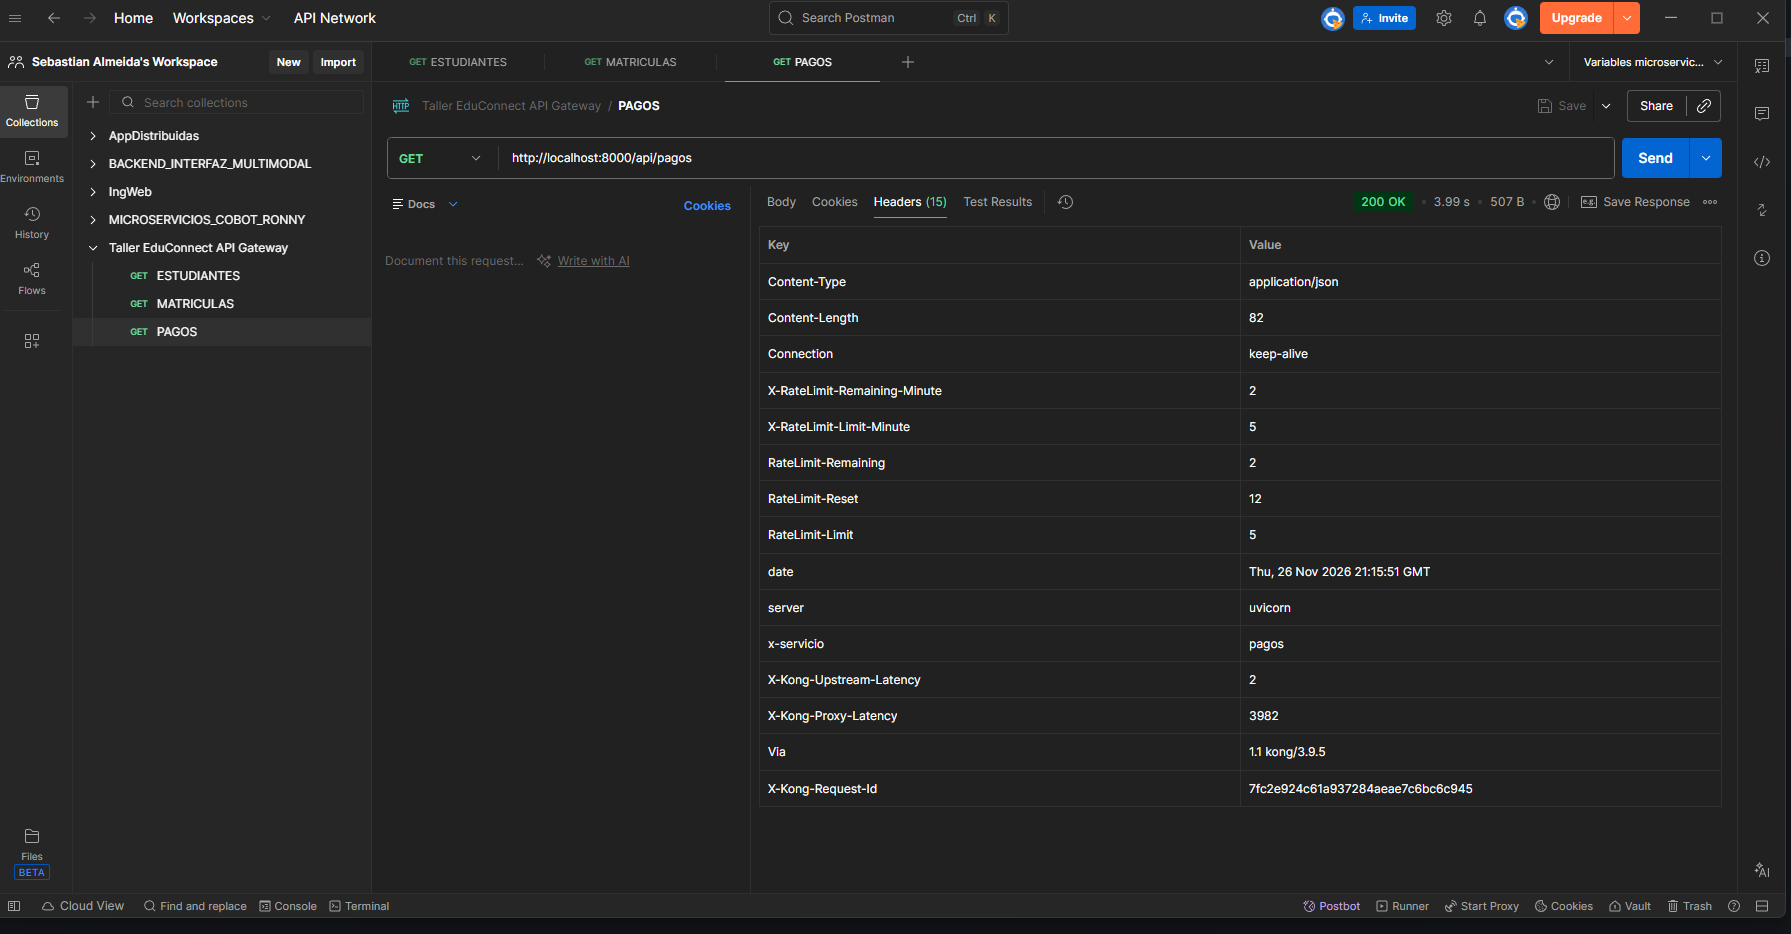 Home Workspaces API Network Search Postman Ctrl K Invite Upgrade
Sebastian Almeida's Workspace New Import GET ESTUDIANTES GET MATRICULAS GET PAGOS Variables microservic...
Collections
Environments
History
Flows
Files
BETA
Search collections
AppDistribuidas
BACKEND_INTERFAZ_MULTIMODAL
IngWeb
MICROSERVICIOS_COBOT_RONNY
Taller EduConnect API Gateway
GET ESTUDIANTES
GET MATRICULAS
GET PAGOS
HTTP Taller EduConnect API Gateway / PAGOS Save Share
GET http://localhost:8000/api/pagos Send
Docs Cookies
Document this request... Write with AI
Body Cookies Headers (15) Test Results 200 OK • 3.99 s • 507 B e.g. Save Response
Key Value
Content-Type application/json
Content-Length 82
Connection keep-alive
X-RateLimit-Remaining-Minute 2
X-RateLimit-Limit-Minute 5
RateLimit-Remaining 2
RateLimit-Reset 12
RateLimit-Limit 5
date Thu, 26 Nov 2026 21:15:51 GMT
server uvicorn
x-servicio pagos
X-Kong-Upstream-Latency 2
X-Kong-Proxy-Latency 3982
Via 1.1 kong/3.9.5
X-Kong-Request-Id 7fc2e924c61a937284aeae7c6bc6c945
AI
Cloud View Find and replace Console Terminal Postbot Runner Start Proxy Cookies Vault Trash